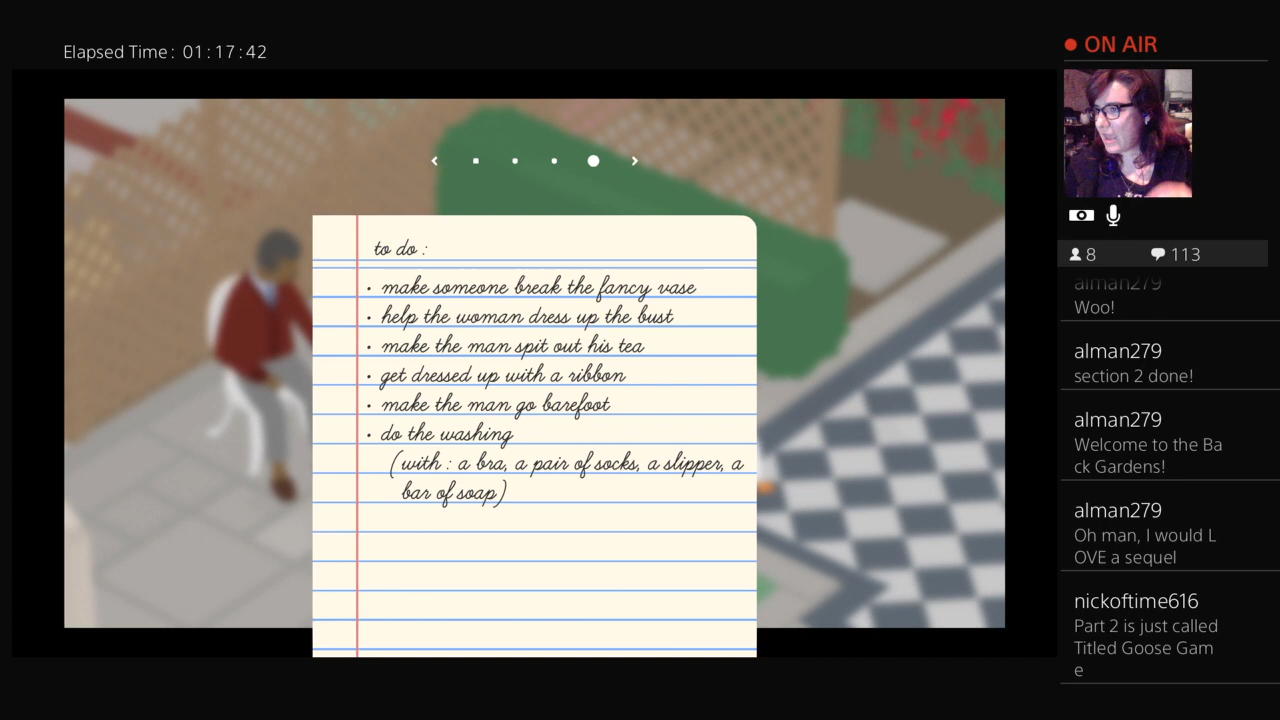 Elapsed Time: 01:17:42
ON AIR
to do :
• make someone break the fancy vase
• help the woman dress up the bust
• make the man spit out his tea
• get dressed up with a ribbon
• make the man go barefoot
• do the washing
(with : a bra, a pair of socks, a slipper, a
bar of soap)
8 113
alman279
Woo!
alman279
section 2 done!
alman279
Welcome to the Ba
ck Gardens!
alman279
Oh man, I would L
OVE a sequel
nickoftime616
Part 2 is just called
Titled Goose Gam
e